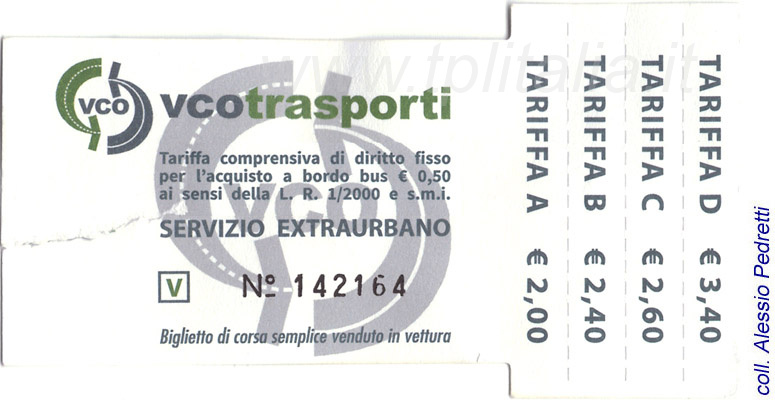 www.tplitalia.it
VCO
vcotrasporti
Tariffa comprensiva di diritto fisso
per l'acquisto a bordo bus € 0,50
ai sensi della L. R. 1/2000 e s.m.i.
VCO
SERVIZIO EXTRAURBANO
V
Nº 142164
Biglietto di corsa semplice venduto in vettura
TARIFFA A € 2,00
TARIFFA B € 2,40
TARIFFA C € 2,60
TARIFFA D € 3,40
coll. Alessio Pedretti